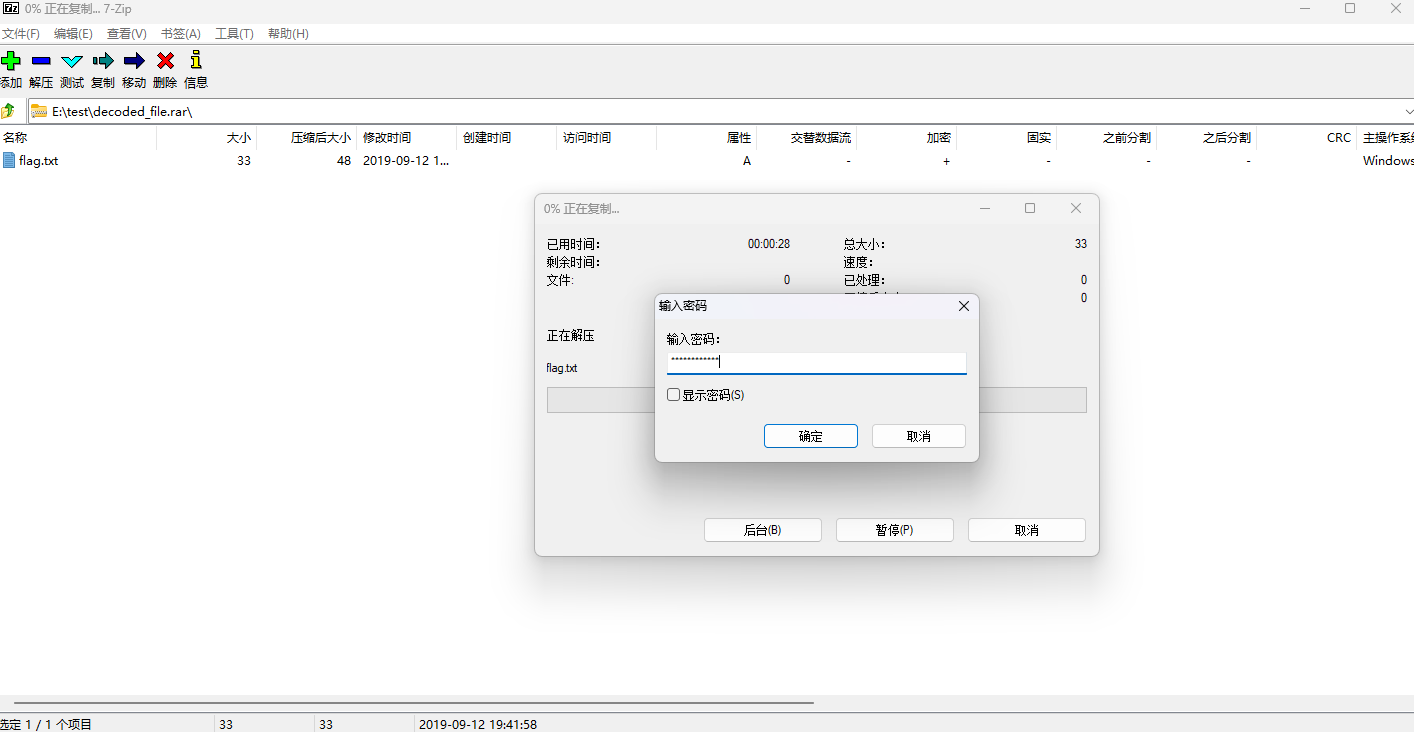 0% 正在复制... 7-Zip
文件(F) 编辑(E) 查看(V) 书签(A) 工具(T) 帮助(H)
添加 解压 测试 复制 移动 删除 信息
E:\test\decoded_file.rar\
名称 大小 压缩后大小 修改时间 创建时间 访问时间 属性 交替数据流 加密 固实 之前分割 之后分割 CRC 主操作系统
flag.txt 33 48 2019-09-12 1... A - + - - - Windows
0% 正在复制...
已用时间: 00:00:28 总大小: 33
剩余时间: 速度:
文件: 0 已处理: 0
0
正在解压
flag.txt
输入密码
输入密码:
************
显示密码(S)
确定 取消
后台(B) 暂停(P) 取消
选定 1 / 1 个项目 33 33 2019-09-12 19:41:58